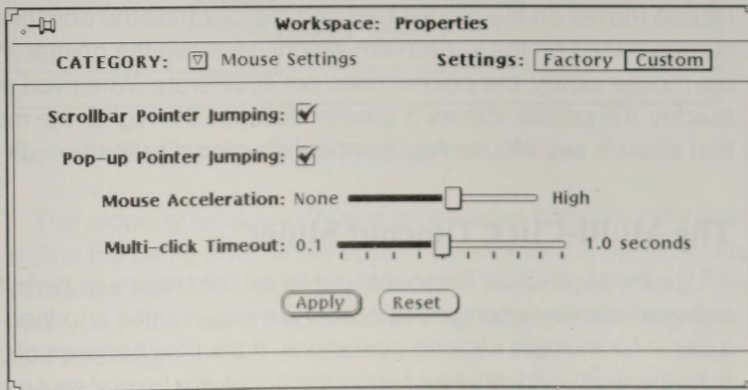 Workspace: Properties
CATEGORY: Mouse Settings Settings: Factory Custom
Scrollbar Pointer Jumping:
Pop-up Pointer Jumping:
Mouse Acceleration: None High
Multi-click Timeout: 0.1 1.0 seconds
Apply Reset